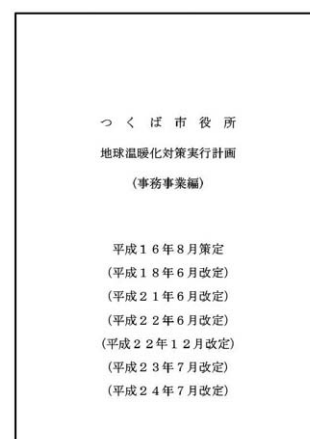 つくば市役所
地球温暖化対策実行計画
(事務事業編)
平成16年8月策定
(平成18年6月改定)
(平成21年6月改定)
(平成22年6月改定)
(平成22年12月改定)
(平成23年7月改定)
(平成24年7月改定)